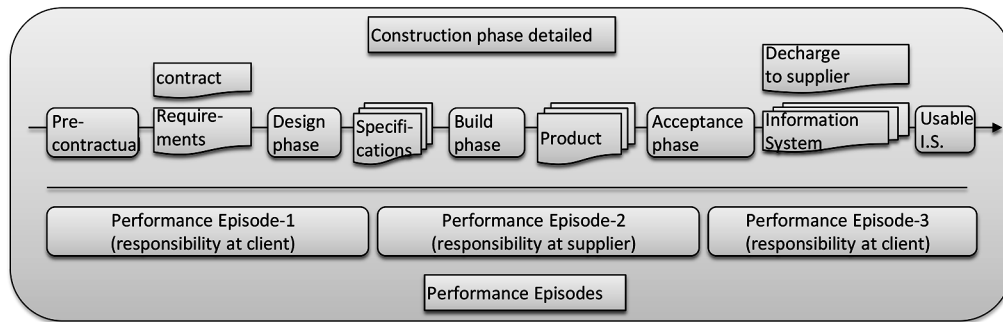 Construction phase detailed
contract
Decharge
to supplier
Pre-
contractua
Require-
ments
Design
phase
Specifi-
cations
Build
phase
Product
Acceptance
phase
Information
System
Usable
I.S.
Performance Episode-1
(responsibility at client)
Performance Episode-2
(responsibility at supplier)
Performance Episode-3
(responsibility at client)
Performance Episodes